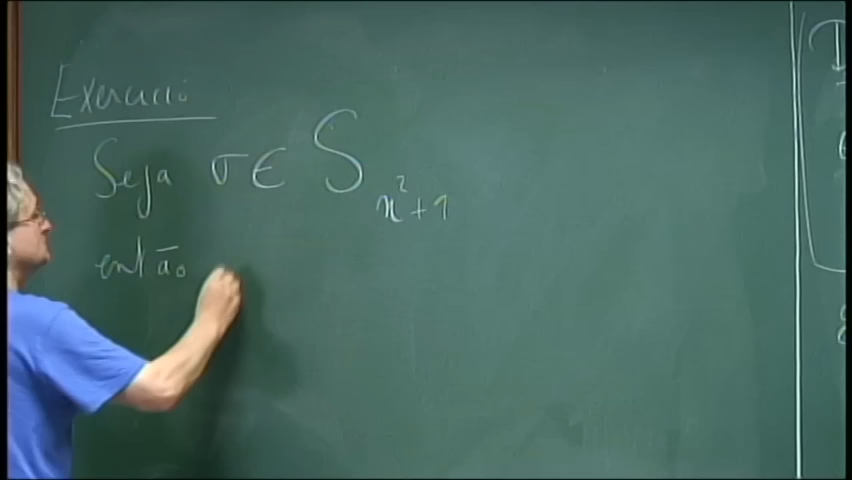 Exercício
Seja σ ∈ S_{n²+1}
então